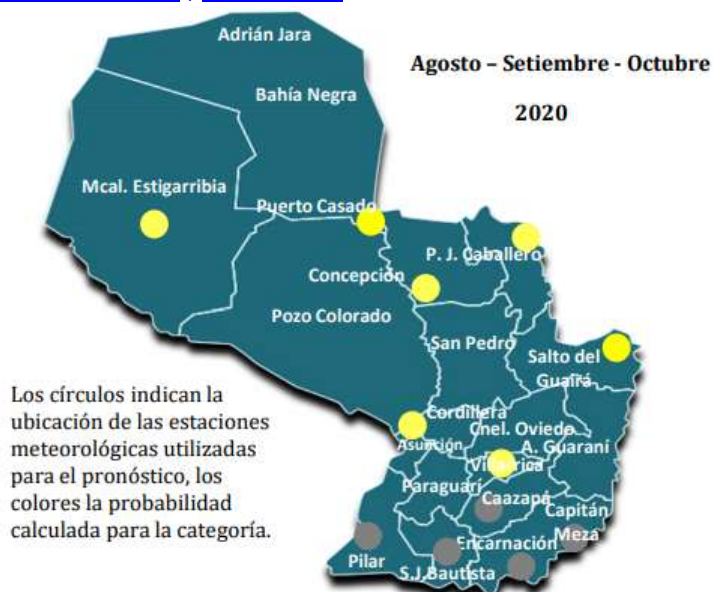 Adrián Jara
Agosto – Setiembre - Octubre
2020
Bahía Negra
Mcal. Estigarribia
Puerto Casado
P. J. Caballero
Concepción
Pozo Colorado
San Pedro
Salto del
Guairá
Los círculos indican la
ubicación de las estaciones
meteorológicas utilizadas
para el pronóstico, los
colores la probabilidad
calculada para la categoría.
Cordillera
Cnel. Oviedo
Asunción
A. Guaraní
Villarrica
Paraguarí
Caazapá
Capitán
Meza
Encarnación
Pilar
S.J.Bautista